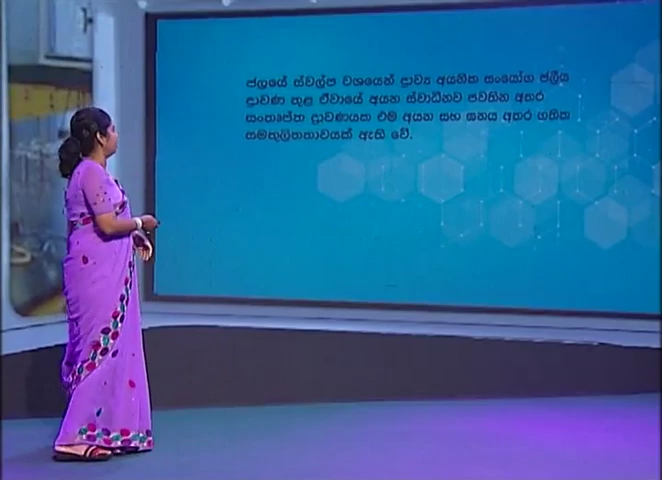 ජලයේ ස්වල්ප වශයෙන් ද්‍රාව්‍ය අයනික සංයෝග ජලීය
ද්‍රාවණ තුළ ඒවායේ අයන ස්වාධීනව පවතින අතර
සංතෘප්ත ද්‍රාවණයක එම අයන සහ ඝනය අතර ගතික
සමතුලිතතාවයක් ඇති වේ.